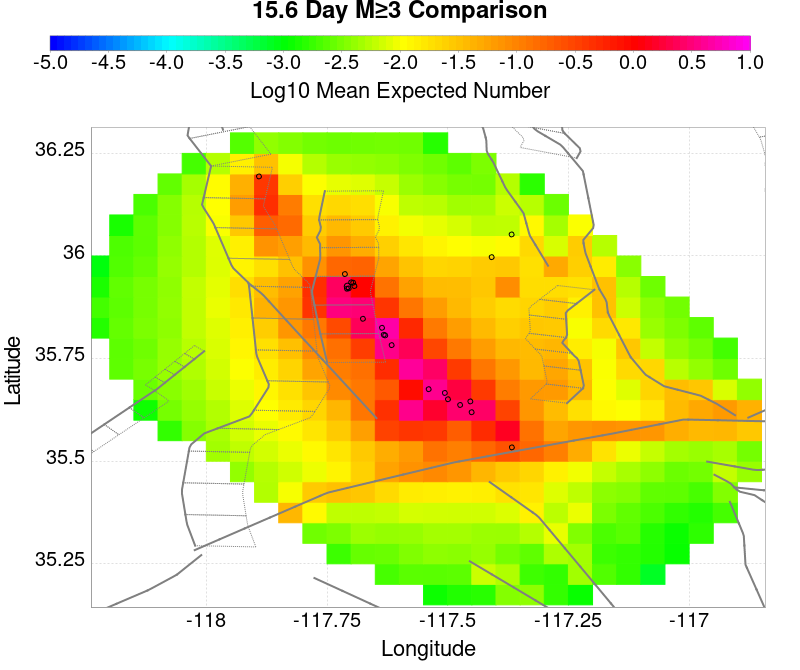 15.6 Day M≥3 Comparison
-5.0 -4.5 -4.0 -3.5 -3.0 -2.5 -2.0 -1.5 -1.0 -0.5 0.0 0.5 1.0
Log10 Mean Expected Number
36.25
36
35.75
35.5
35.25
Latitude
-118 -117.75 -117.5 -117.25 -117
Longitude